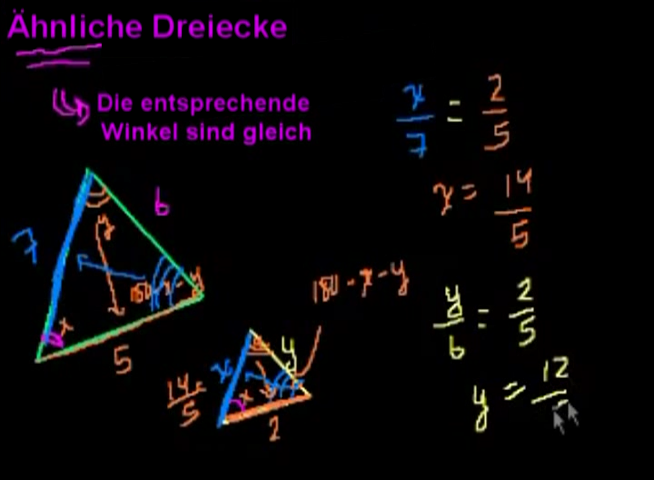 Ähnliche Dreiecke
Die entsprechende
Winkel sind gleich
x/7 = 2/5
x = 14/5
y/6 = 2/5
y = 12/5
7
6
y
180 - x - y
x
5
180 - x - y
x
y
14/5 =
x
2